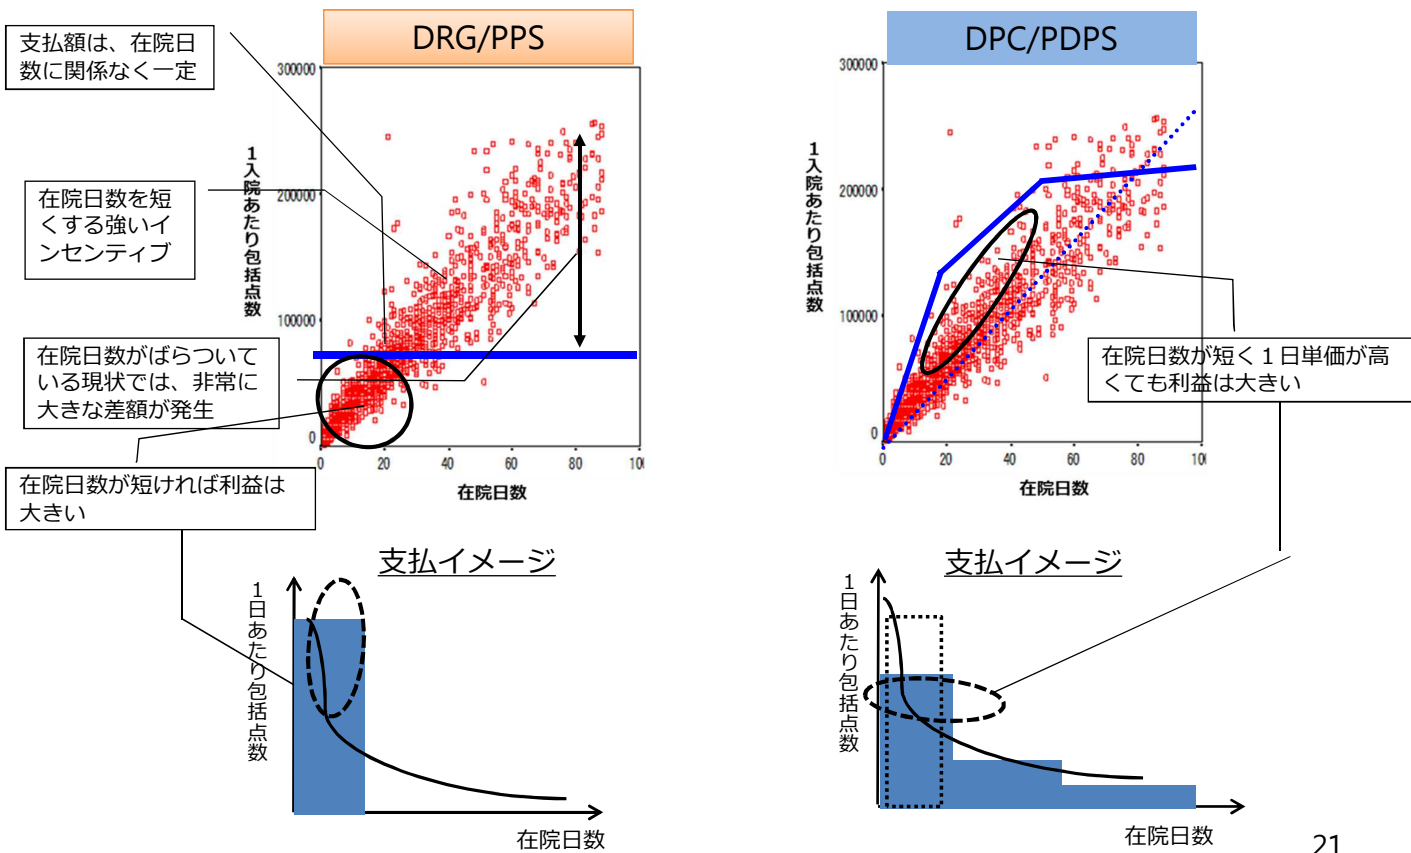 DRG/PPS
支払額は、在院日
数に関係なく一定
在院日数を短
くする強いイ
ンセンティブ
在院日数がばらついて
いる現状では、非常に
大きな差額が発生
在院日数が短ければ利益は
大きい
1入院あたり包括点数
300000
200000
100000
0
0 20 40 60 80 10
在院日数
支払イメージ
1日あたり包括点数
在院日数
DPC/PDPS
1入院あたり包括点数
300000
200000
100000
0
0 20 40 60 80 10
在院日数
在院日数が短く1日単価が高
くても利益は大きい
支払イメージ
1日あたり包括点数
在院日数
21